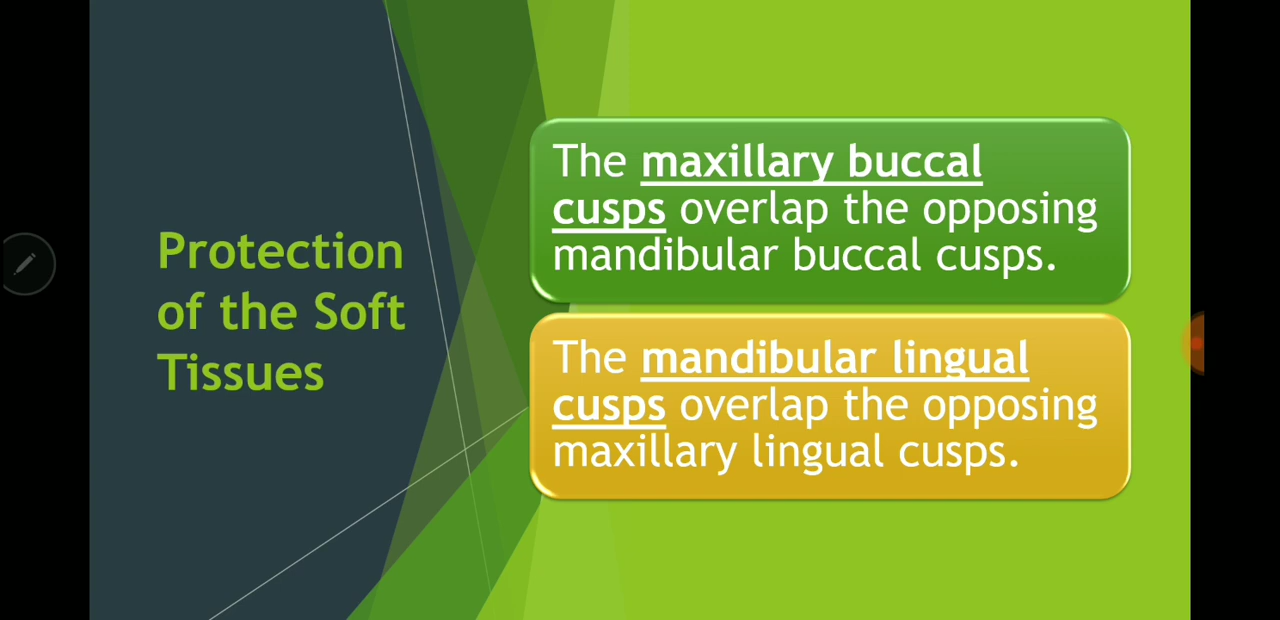 Protection
of the Soft
Tissues
The maxillary buccal
cusps overlap the opposing
mandibular buccal cusps.
The mandibular lingual
cusps overlap the opposing
maxillary lingual cusps.